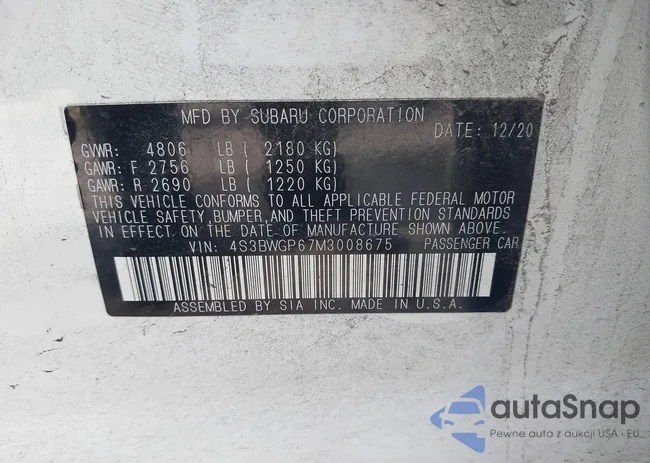 MFD BY SUBARU CORPORATION
DATE: 12/20
GVWR: 4806 LB ( 2180 KG)
GAWR: F 2756 LB ( 1250 KG)
GAWR: R 2690 LB ( 1220 KG)
THIS VEHICLE CONFORMS TO ALL APPLICABLE FEDERAL MOTOR
VEHICLE SAFETY, BUMPER, AND THEFT PREVENTION STANDARDS
IN EFFECT ON THE DATE OF MANUFACTURE SHOWN ABOVE.
VIN: 4S3BWGP67M3008675 PASSENGER CAR
ASSEMBLED BY SIA INC. MADE IN U.S.A.
autaSnap
Pewne auta z aukcji USA - EU